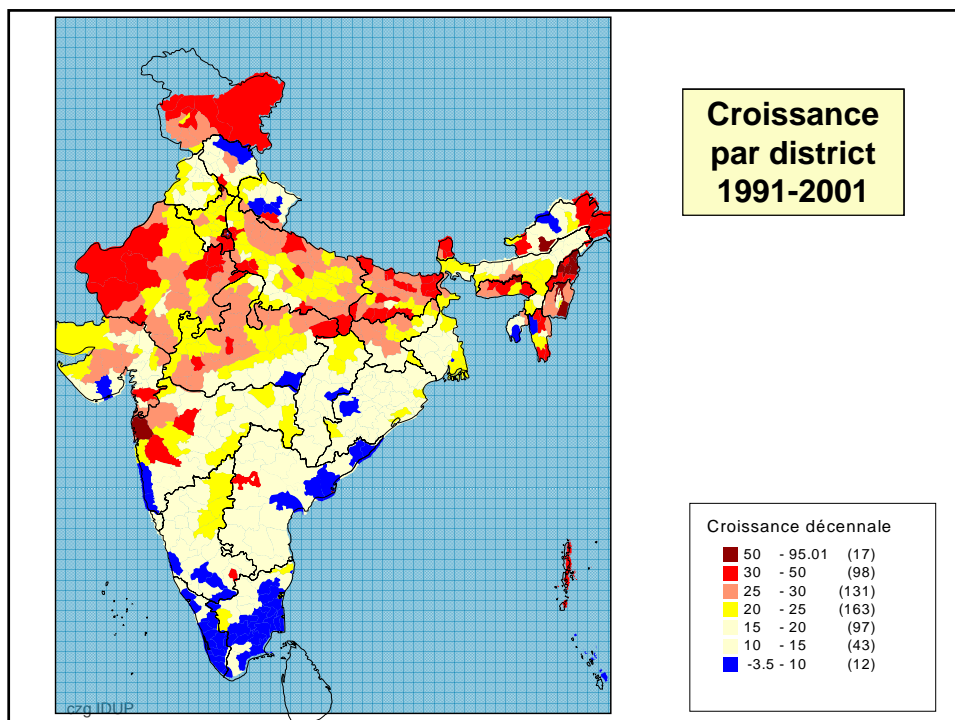 Croissance
par district
1991-2001
Croissance décennale
50 - 95.01 (17)
30 - 50 (98)
25 - 30 (131)
20 - 25 (163)
15 - 20 (97)
10 - 15 (43)
-3.5 - 10 (12)
czg IDUP